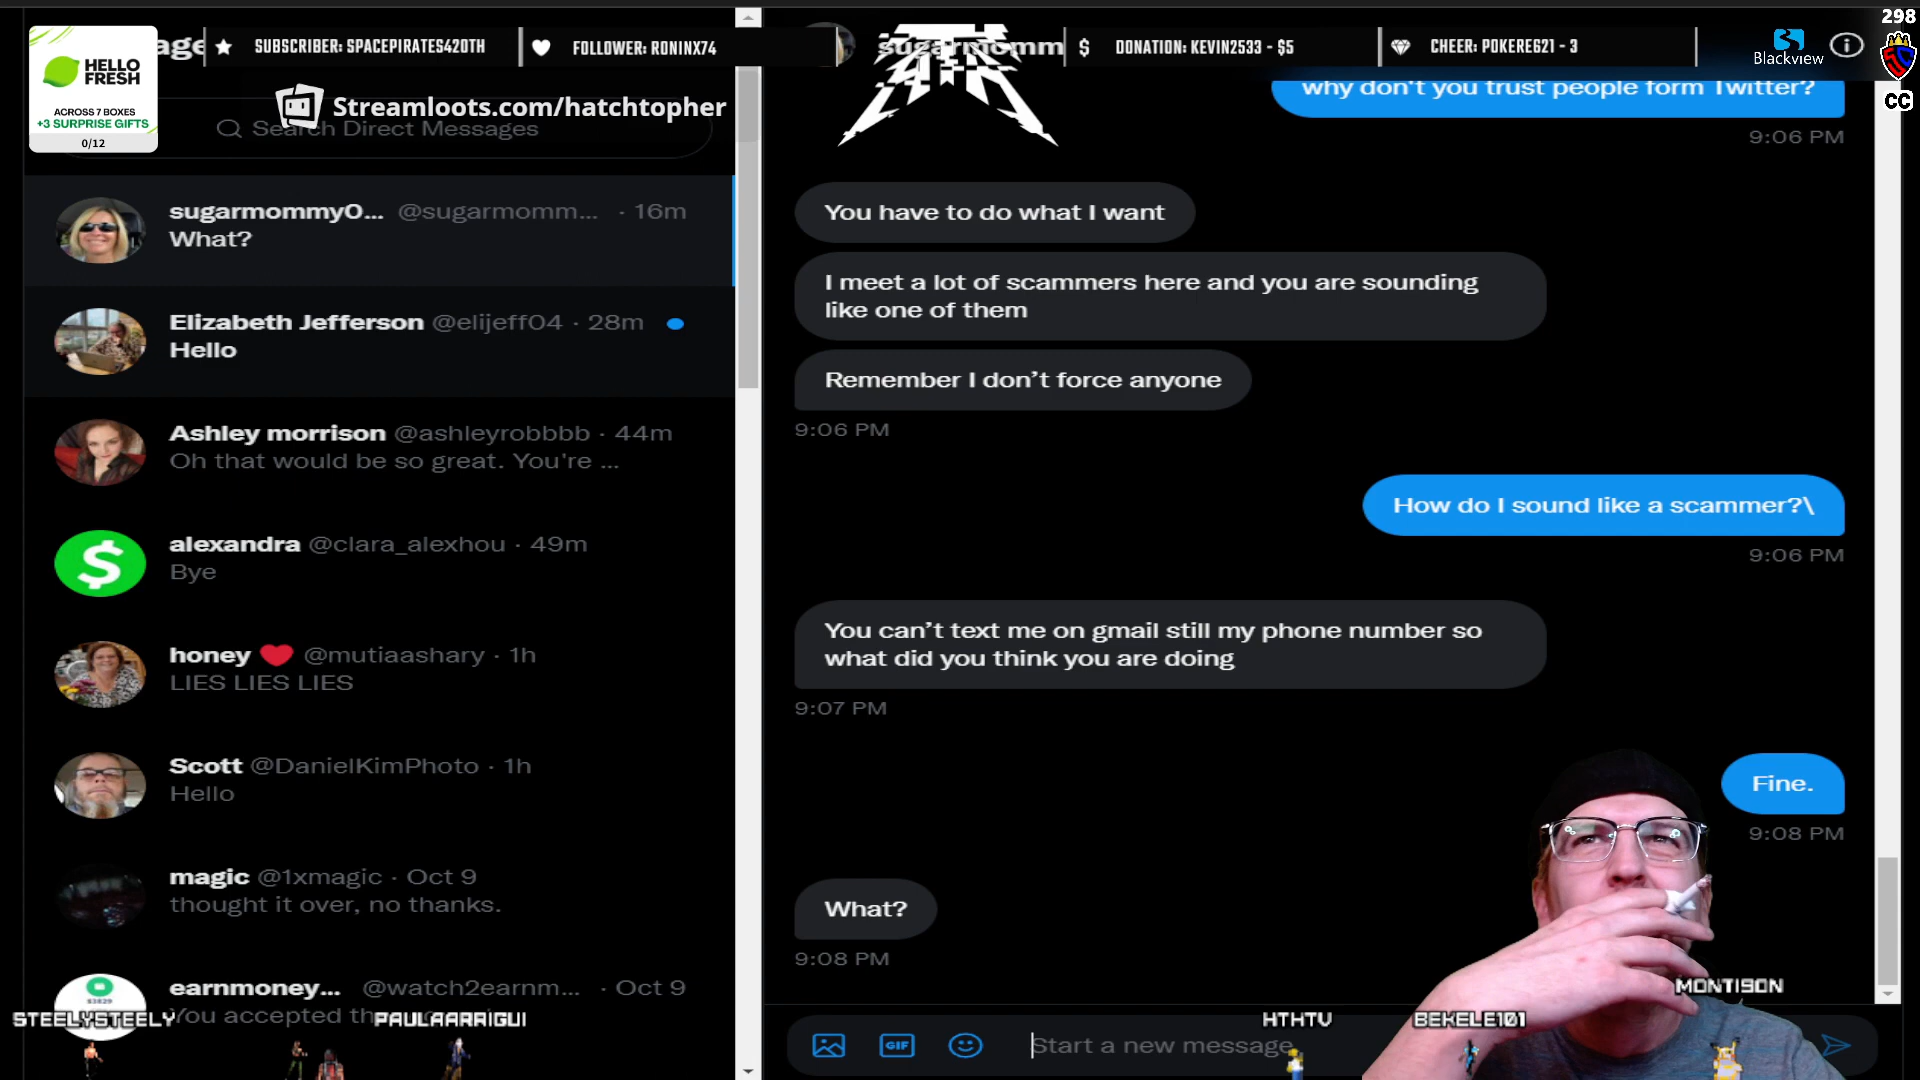 HELLO
FRESH
ACROSS 7 BOXES
+3 SURPRISE GIFTS
0/12
SUBSCRIBER: SPACEPIRATES420TH
FOLLOWER: RONINX74
sugarmomm
$ DONATION: KEVIN2533 - $5
CHEER: POKERE621 - 3
Blackview
298
CC
Streamloots.com/hatchtopher
Search Direct Messages
sugarmommyO... @sugarmomm... · 16m
What?
Elizabeth Jefferson @elijeff04 · 28m
Hello
Ashley morrison @ashleyrobbbb · 44m
Oh that would be so great. You're ...
alexandra @clara_alexhou · 49m
Bye
honey ❤ @mutiaashary · 1h
LIES LIES LIES
Scott @DanielKimPhoto · 1h
Hello
magic @1xmagic · Oct 9
thought it over, no thanks.
earnmoney... @watch2earnm... · Oct 9
You accepted
why don't you trust people form Twitter?
9:06 PM
You have to do what I want
I meet a lot of scammers here and you are sounding
like one of them
Remember I don’t force anyone
9:06 PM
How do I sound like a scammer?\
9:06 PM
You can’t text me on gmail still my phone number so
what did you think you are doing
9:07 PM
Fine.
9:08 PM
What?
9:08 PM
GIF
Start a new message
STEELYSTEELY
PAULAARRIGUI
HTHTV
BEKELE101
MONTISON